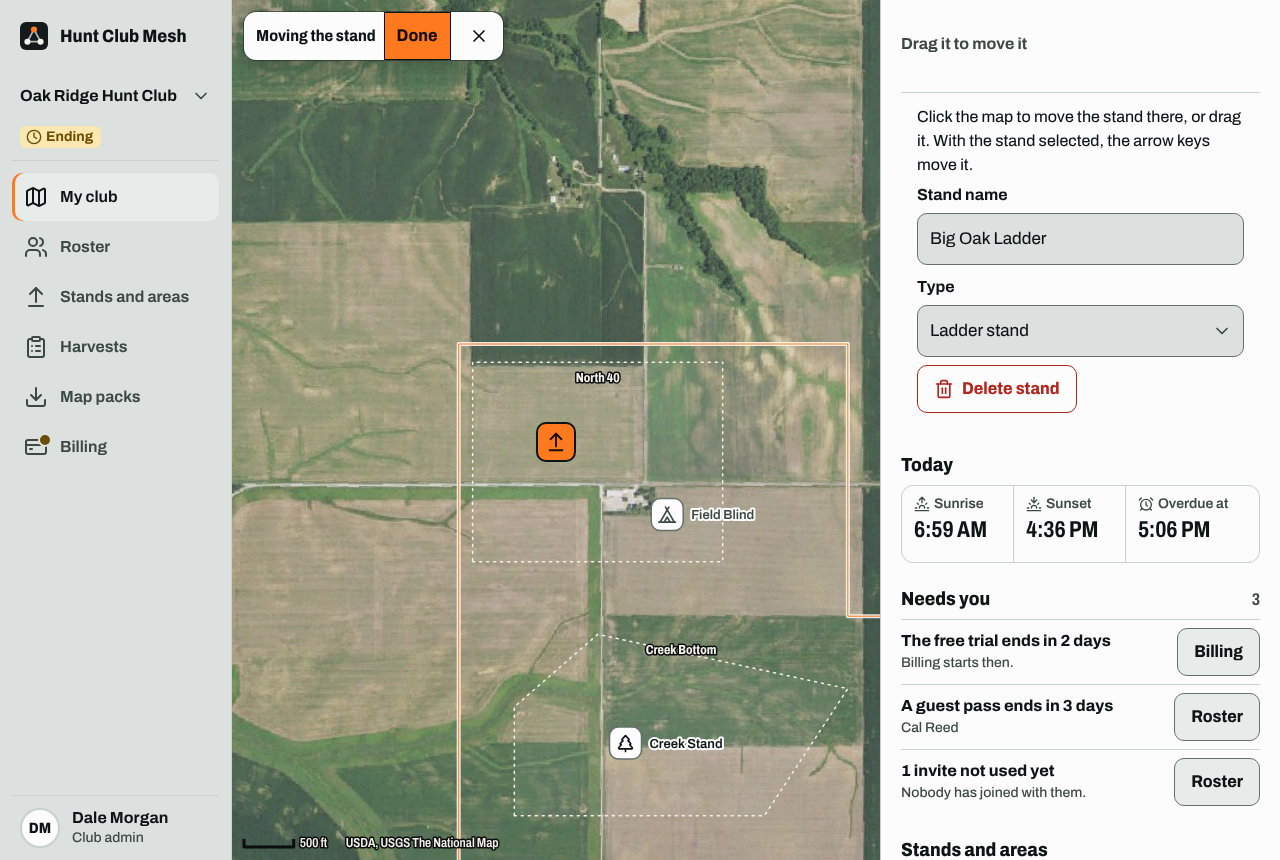 Hunt Club Mesh
Oak Ridge Hunt Club
Ending
My club
Roster
Stands and areas
Harvests
Map packs
Billing
DM
Dale Morgan
Club admin
Moving the stand
Done
North 40
Field Blind
Creek Bottom
Creek Stand
500 ft
USDA, USGS The National Map
Drag it to move it
Click the map to move the stand there, or drag
it. With the stand selected, the arrow keys
move it.
Stand name
Big Oak Ladder
Type
Ladder stand
Delete stand
Today
Sunrise
6:59 AM
Sunset
4:36 PM
Overdue at
5:06 PM
Needs you
3
The free trial ends in 2 days
Billing starts then.
Billing
A guest pass ends in 3 days
Cal Reed
Roster
1 invite not used yet
Nobody has joined with them.
Roster
Stands and areas